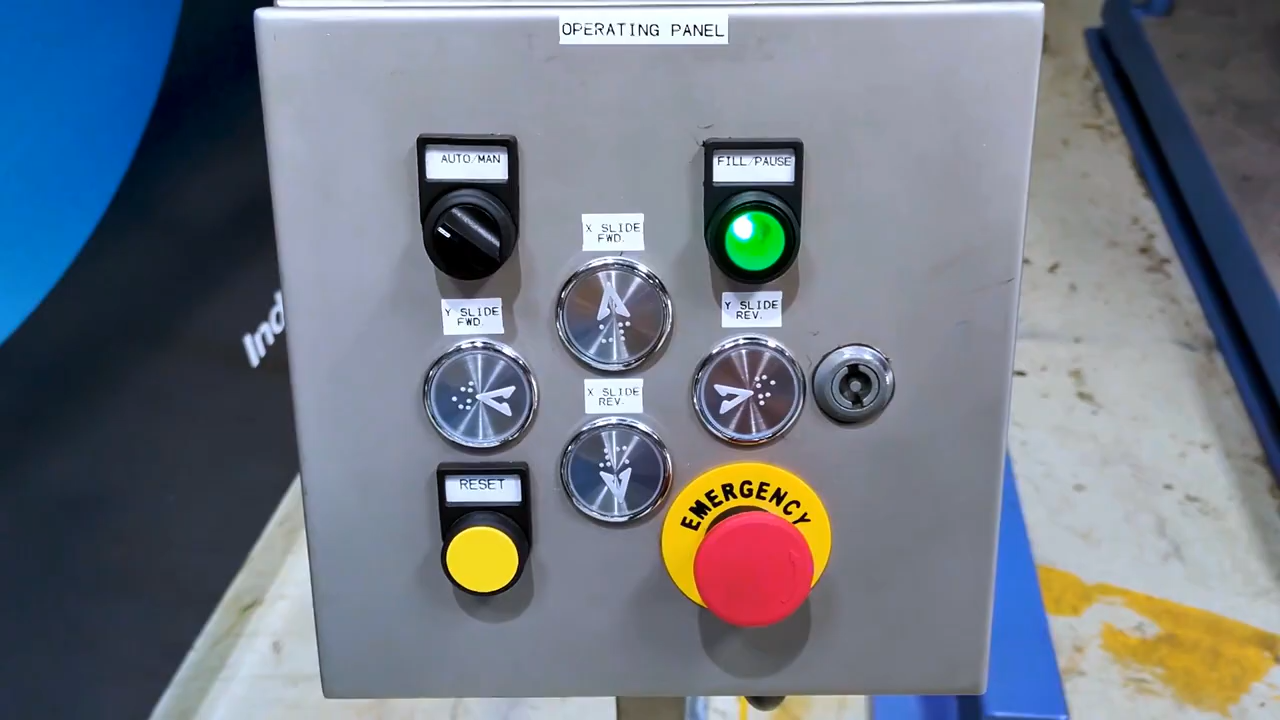 OPERATING PANEL
AUTO/MAN
FILL/PAUSE
X SLIDE
FWD.
Y SLIDE
FWD.
Y SLIDE
REV.
Ind
X SLIDE
REV.
RESET
EMERGENCY